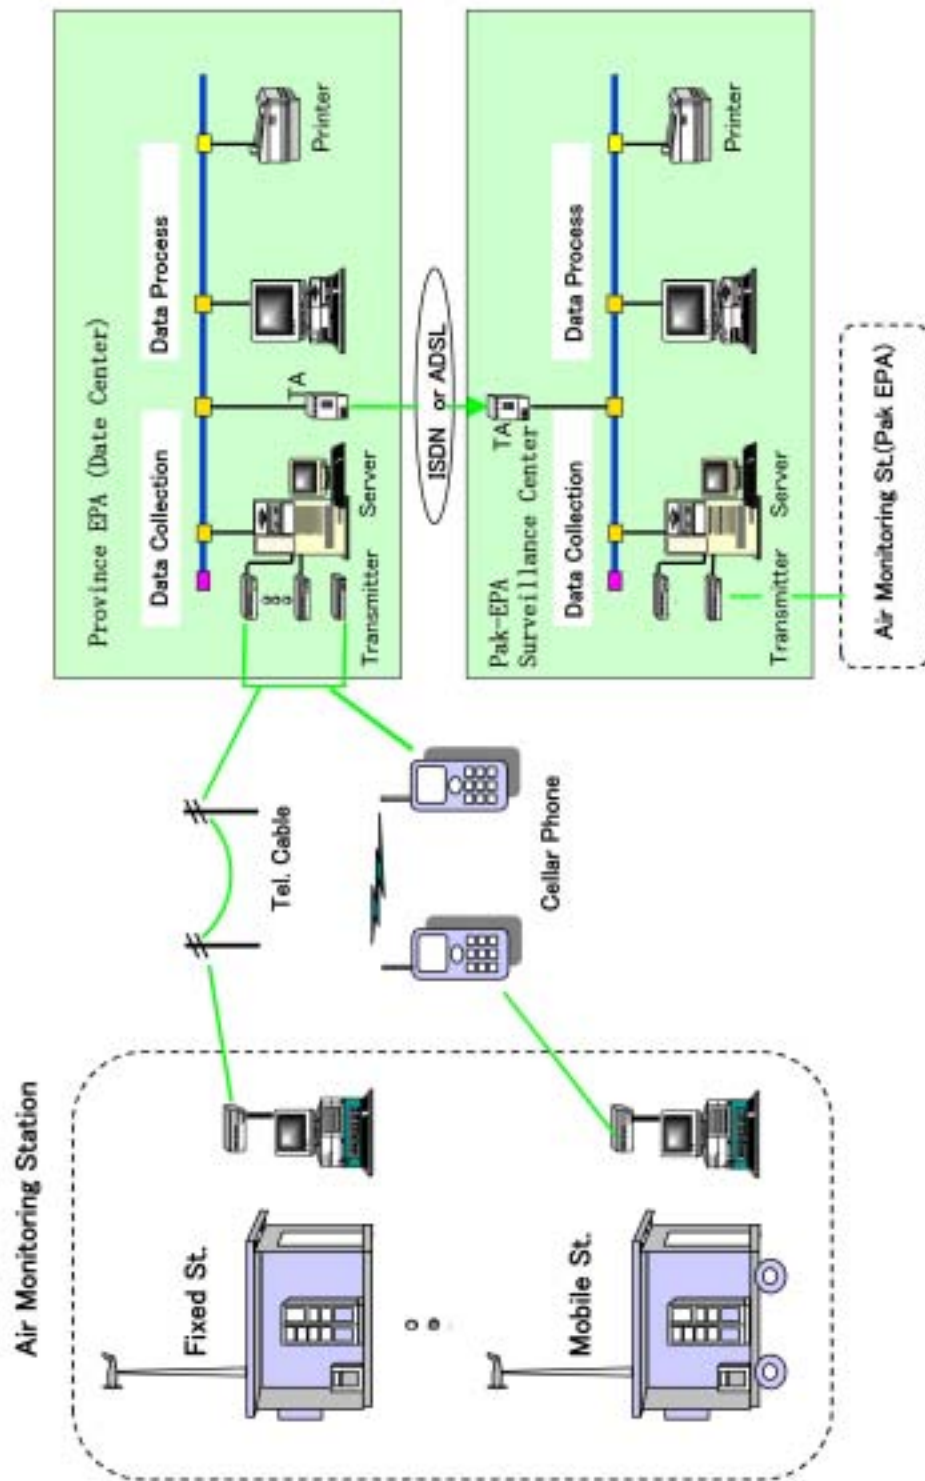 Air Monitoring Station
Fixed St.
Mobile St.
Tel. Cable
Cellar Phone
Province EPA (Date Center)
Data Collection
Data Process
Transmitter
Server
TA
Printer
ISDN or ADSL
Pak-EPA
Surveillance Center
TA
Data Collection
Data Process
Transmitter
Server
Printer
Air Monitoring St.(Pak EPA)